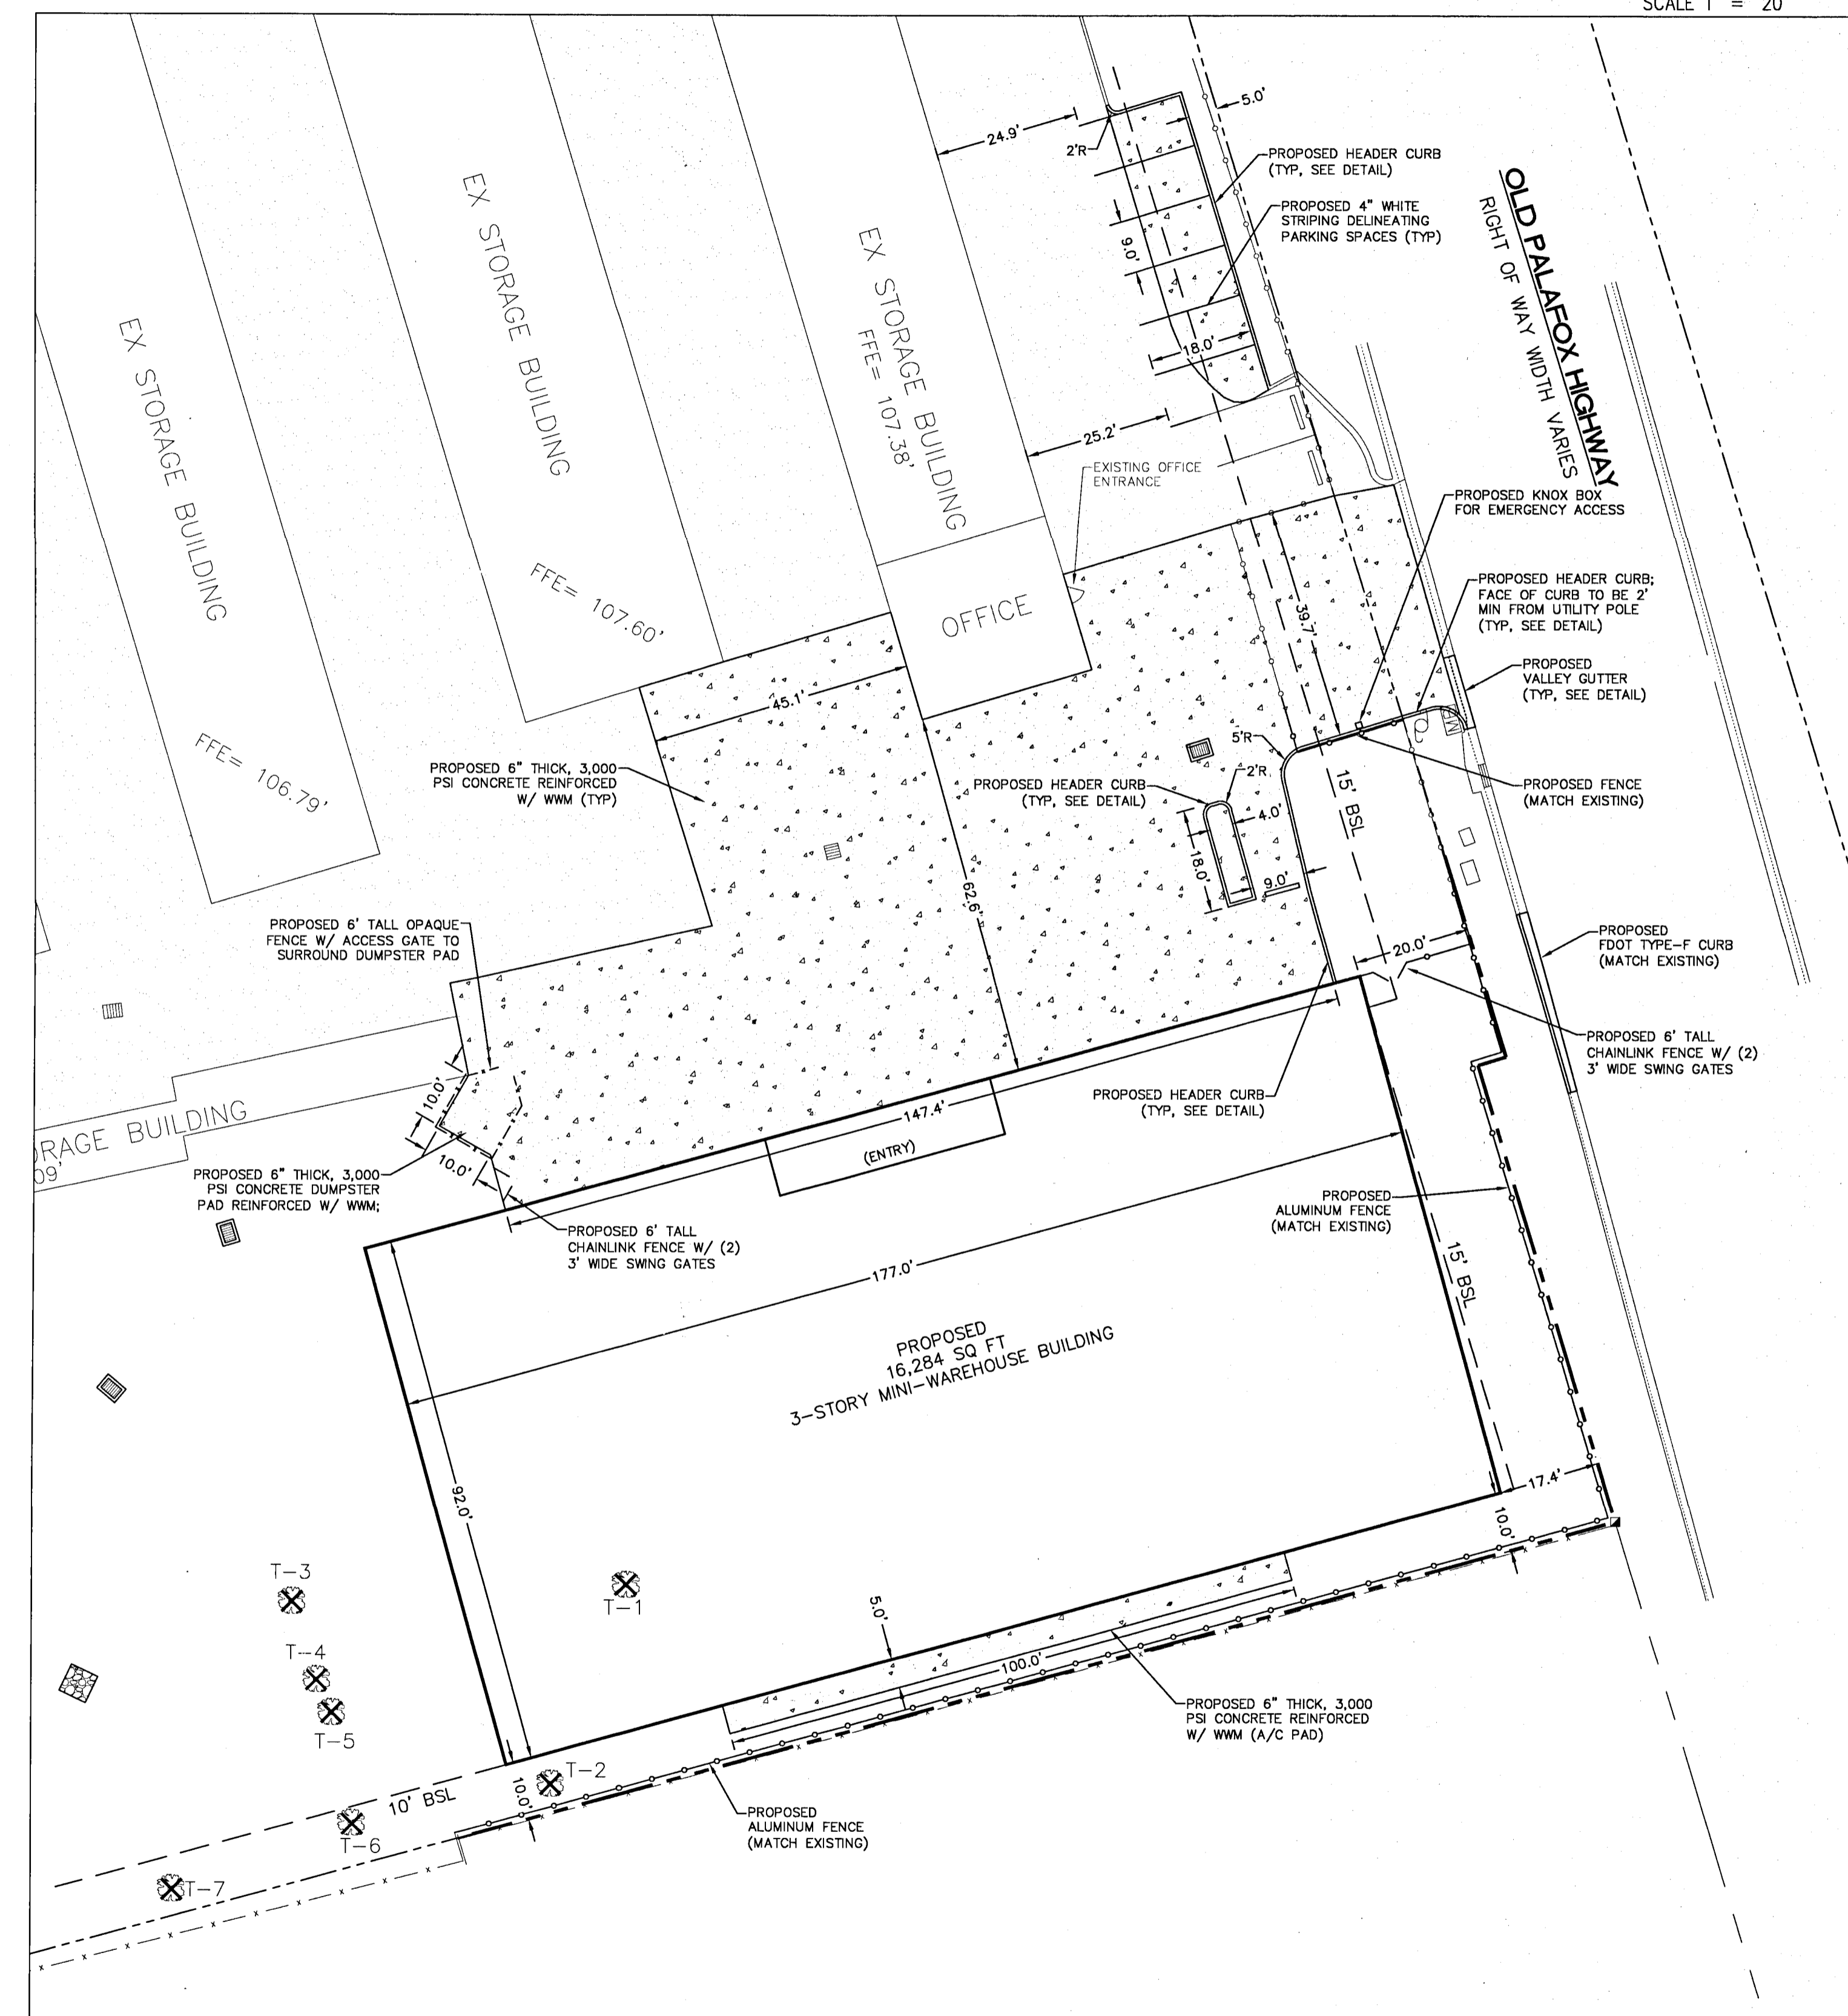 SCALE 1" = 20'
24.9'
5.0'
2'R
PROPOSED HEADER CURB
(TYP, SEE DETAIL)
PROPOSED 4" WHITE
STRIPING DELINEATING
PARKING SPACES (TYP)
9.0'
18.0'
OLD PALAFOX HIGHWAY
RIGHT OF WAY WIDTH VARIES
EX STORAGE BUILDING
FFE= 107.38'
EX STORAGE BUILDING
FFE= 107.60'
EX STORAGE BUILDING
FFE= 106.79'
25.2'
EXISTING OFFICE
ENTRANCE
PROPOSED KNOX BOX
FOR EMERGENCY ACCESS
OFFICE
39.7'
PROPOSED HEADER CURB;
FACE OF CURB TO BE 2'
MIN FROM UTILITY POLE
(TYP, SEE DETAIL)
PROPOSED
VALLEY GUTTER
(TYP, SEE DETAIL)
45.1'
PROPOSED 6" THICK, 3,000
PSI CONCRETE REINFORCED
W/ WWM (TYP)
5'R
2'R
PROPOSED HEADER CURB
(TYP, SEE DETAIL)
4.0'
18.0'
9.0'
15' BSL
PROPOSED FENCE
(MATCH EXISTING)
62.6'
PROPOSED 6' TALL OPAQUE
FENCE W/ ACCESS GATE TO
SURROUND DUMPSTER PAD
20.0'
PROPOSED
FDOT TYPE-F CURB
(MATCH EXISTING)
PROPOSED 6' TALL
CHAINLINK FENCE W/ (2)
3' WIDE SWING GATES
10.0'
10.0'
RAGE BUILDING
09'
PROPOSED 6" THICK, 3,000
PSI CONCRETE DUMPSTER
PAD REINFORCED W/ WWM;
147.4'
(ENTRY)
PROPOSED HEADER CURB
(TYP, SEE DETAIL)
PROPOSED 6' TALL
CHAINLINK FENCE W/ (2)
3' WIDE SWING GATES
PROPOSED
ALUMINUM FENCE
(MATCH EXISTING)
15' BSL
177.0'
PROPOSED
16,284 SQ FT
3-STORY MINI-WAREHOUSE BUILDING
92.0'
17.4'
10.0'
T-3
T-1
T-4
T-5
5.0'
100.0'
PROPOSED 6" THICK, 3,000
PSI CONCRETE REINFORCED
W/ WWM (A/C PAD)
T-2
10.0'
10' BSL
T-6
T-7
PROPOSED
ALUMINUM FENCE
(MATCH EXISTING)